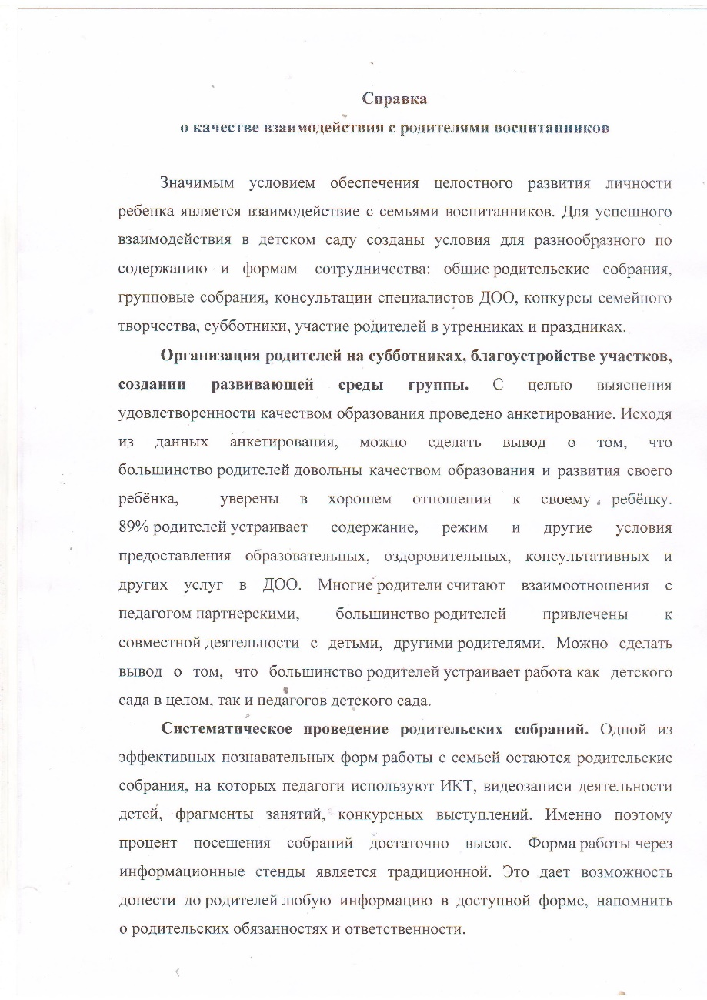 Справка
о качестве взаимодействия с родителями воспитанников
Значимым условием обеспечения целостного развития личности
ребенка является взаимодействие с семьями воспитанников. Для успешного
взаимодействия в детском саду созданы условия для разнообразного по
содержанию и формам сотрудничества: общие родительские собрания,
групповые собрания, консультации специалистов ДОО, конкурсы семейного
творчества, субботники, участие родителей в утренниках и праздниках.
Организация родителей на субботниках, благоустройстве участков,
создании развивающей среды группы. С целью выяснения
удовлетворенности качеством образования проведено анкетирование. Исходя
из данных анкетирования, можно сделать вывод о том, что
большинство родителей довольны качеством образования и развития своего
ребёнка, уверены в хорошем отношении к своему ребёнку.
89% родителей устраивает содержание, режим и другие условия
предоставления образовательных, оздоровительных, консультативных и
других услуг в ДОО. Многие родители считают взаимоотношения с
педагогом партнерскими, большинство родителей привлечены к
совместной деятельности с детьми, другими родителями. Можно сделать
вывод о том, что большинство родителей устраивает работа как детского
сада в целом, так и педагогов детского сада.
Систематическое проведение родительских собраний. Одной из
эффективных познавательных форм работы с семьей остаются родительские
собрания, на которых педагоги используют ИКТ, видеозаписи деятельности
детей, фрагменты занятий, конкурсных выступлений. Именно поэтому
процент посещения собраний достаточно высок. Форма работы через
информационные стенды является традиционной. Это дает возможность
донести до родителей любую информацию в доступной форме, напомнить
о родительских обязанностях и ответственности.